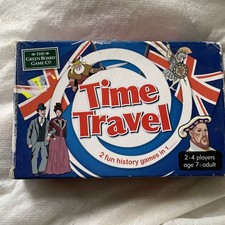 THE
GREEN BOARD
GAME CO
Time
Travel
2 fun history games in 1...
2-4 players
age 7-adult